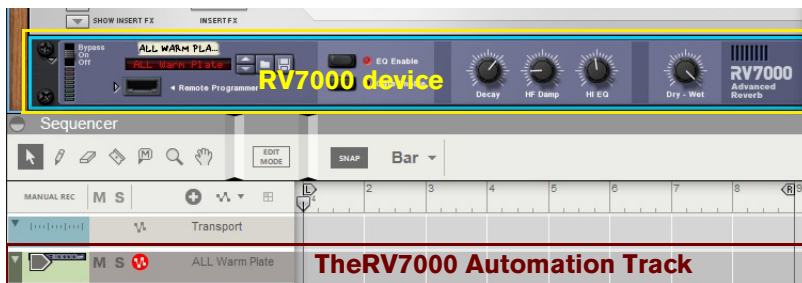 SHOW INSERT FX INSERT FX
Bypass
On
Off
ALL WARM PLA...
ALL Warm Plate
Remote Programmer
RV7000 device
EQ Enable
Decay HF Damp HI EQ Dry - Wet
RV7000
Advanced
Reverb
Sequencer
M EDIT
MODE
SNAP Bar
MANUAL REC M S L 2 3 4 5 6 7 8 R 9
4
Transport
M S ALL Warm Plate
TheRV7000 Automation Track